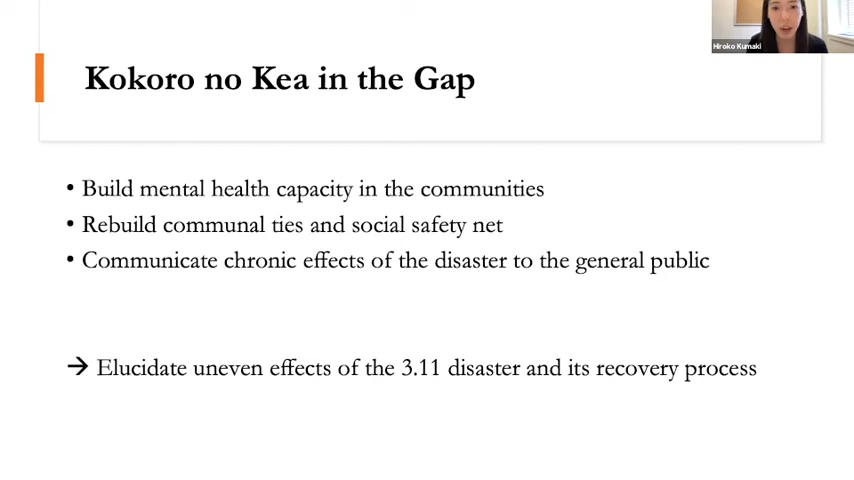 Hiroko Kumaki
Kokoro no Kea in the Gap
• Build mental health capacity in the communities
• Rebuild communal ties and social safety net
• Communicate chronic effects of the disaster to the general public
→ Elucidate uneven effects of the 3.11 disaster and its recovery process